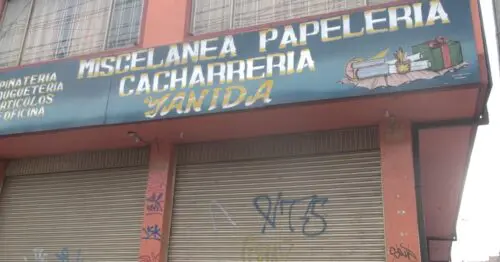 MISCELANEA PAPELERIA
CACHARRERIA
YANIDA
PINATERIA
JUGUETERIA
ARTICULOS
OFICINA